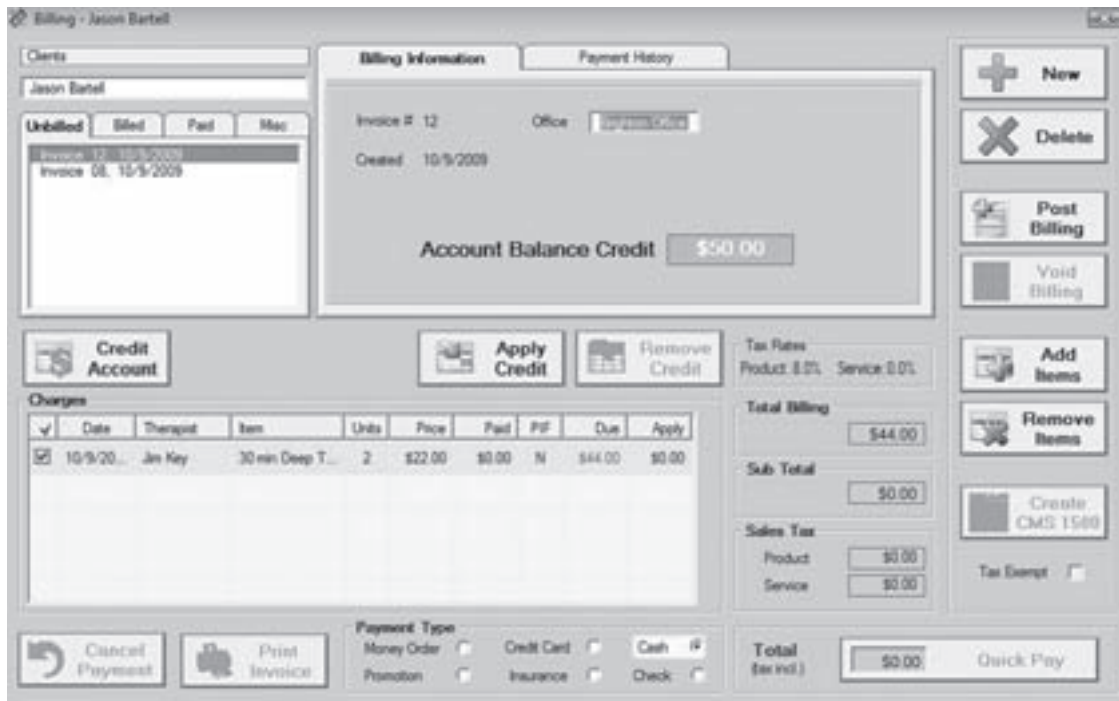 Billing - Jason Bartell
Clients
Jason Bartell
Unbilled Billed Paid Misc
Invoice 12, 10/9/2009
Invoice 08, 10/9/2009
Billing Information Payment History
Invoice # 12 Office
Created 10/9/2009
Account Balance Credit $50.00
New
Delete
Post Billing
Void Billing
Credit Account
Apply Credit
Remove Credit
Tax Rates
Product: 8.0% Service: 0.0%
Add Items
Remove Items
Charges
Date Therapist Item Units Price Paid PIF Due Apply
10/9/20... Jim Key 30 min Deep T... 2 $22.00 $0.00 N $44.00 $0.00
Total Billing
$44.00
Sub Total
$0.00
Sales Tax
Product $0.00
Service $0.00
Create CMS 1500
Tax Exempt
Cancel Payment
Print Invoice
Payment Type
Money Order Credit Card Cash
Promotion Insurance Check
Total (tax incl.) $0.00 Quick Pay